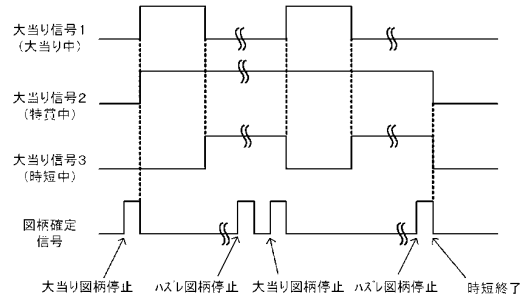 大当り信号1
(大当り中)
大当り信号2
(特賞中)
大当り信号3
(時短中)
図柄確定
信号
大当り図柄停止 ﾊｽﾞﾚ図柄停止 大当り図柄停止 ﾊｽﾞﾚ図柄停止 時短終了